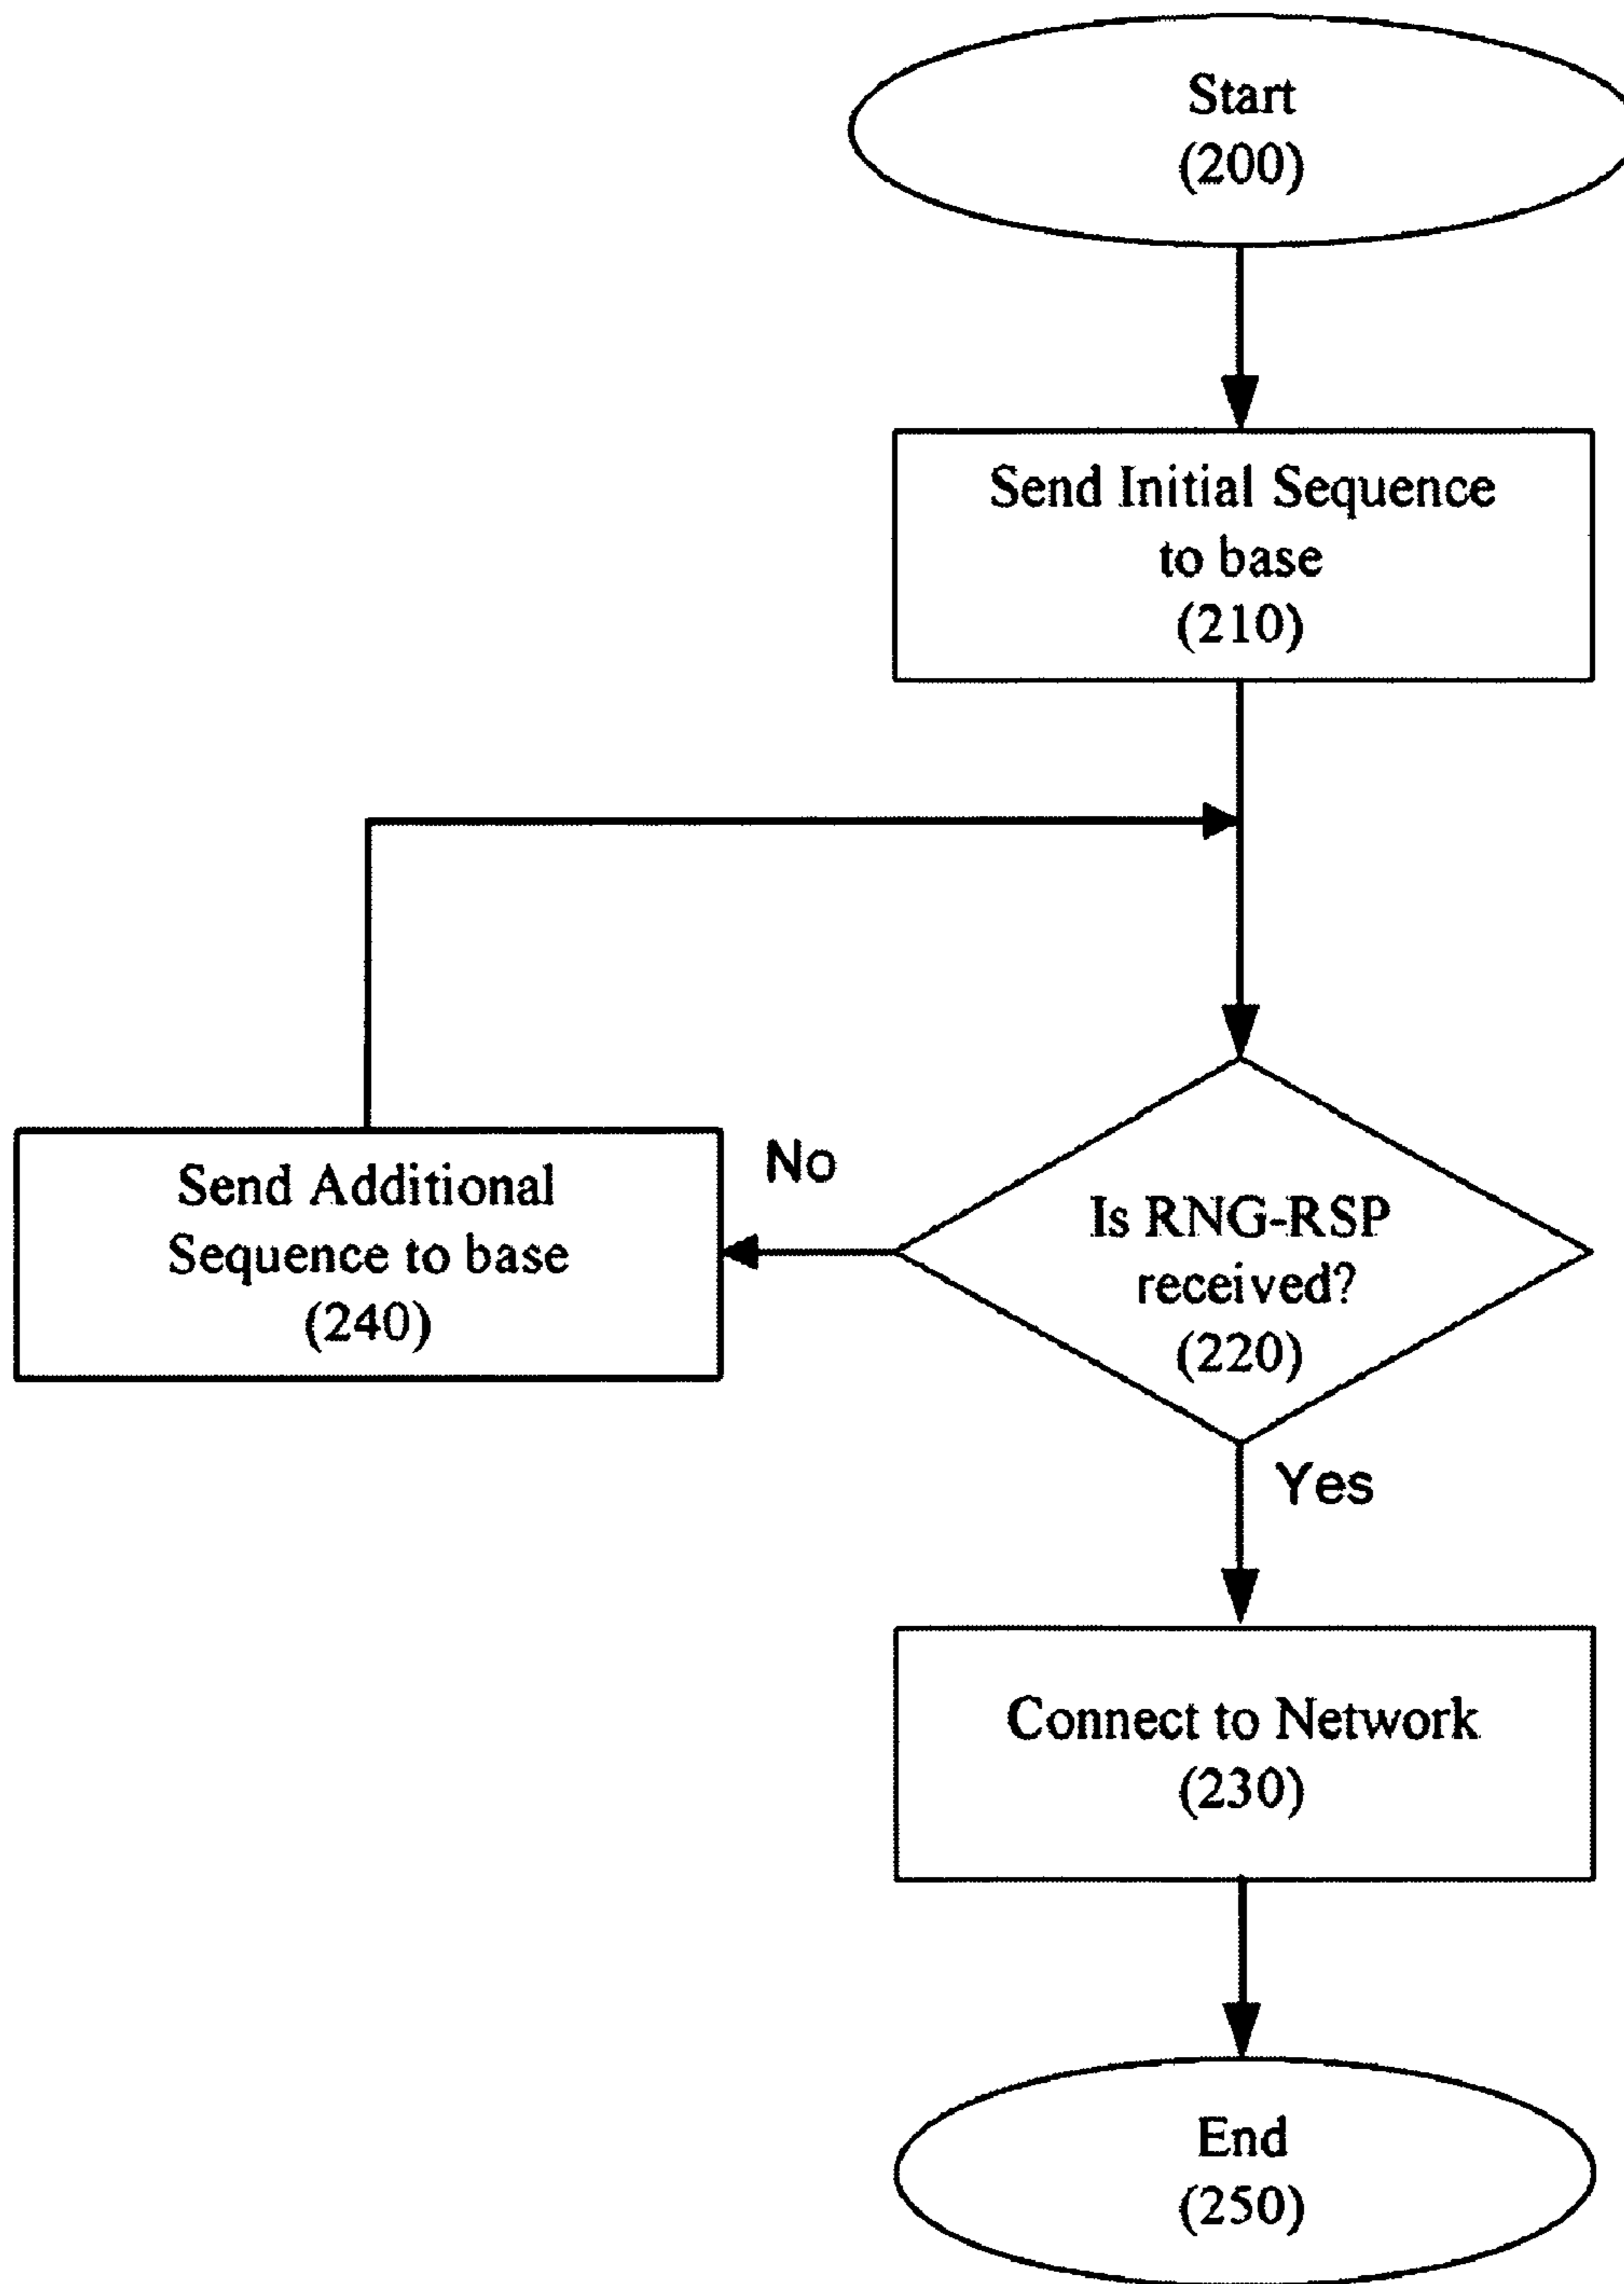 Start
(200)
Send Initial Sequence
to base
(210)
No
Send Additional
Sequence to base
(240)
Is RNG-RSP
received?
(220)
Yes
Connect to Network
(230)
End
(250)